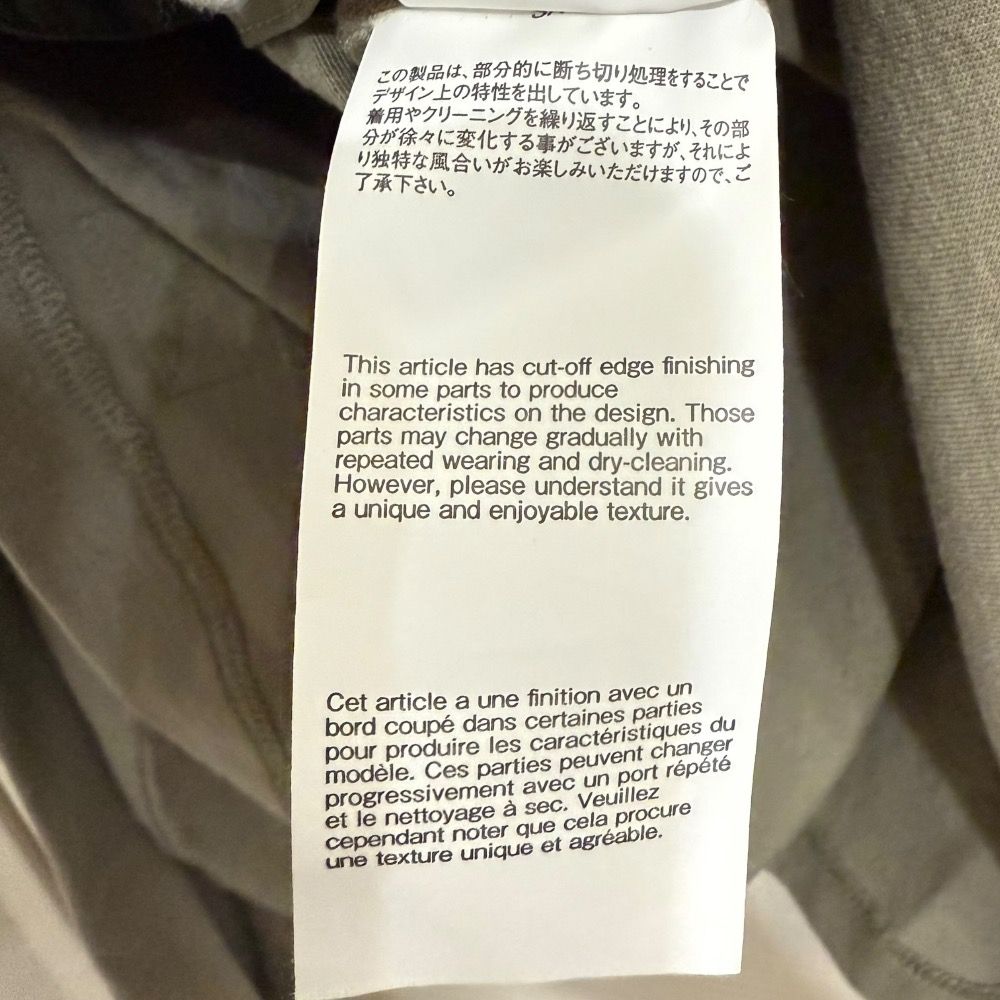 この製品は、部分的に断ち切り処理をすることで
デザイン上の特性を出しています。
着用やクリーニングを繰り返すことにより、その部
分が徐々に変化する事がございますが、それによ
り独特な風合いがお楽しみいただけますので、ご
了承下さい。
This article has cut-off edge finishing
in some parts to produce
characteristics on the design. Those
parts may change gradually with
repeated wearing and dry-cleaning.
However, please understand it gives
a unique and enjoyable texture.
Cet article a une finition avec un
bord coupé dans certaines parties
pour produire les caractéristiques du
modèle. Ces parties peuvent changer
progressivement avec un port répété
et le nettoyage à sec. Veuillez
cependant noter que cela procure
une texture unique et agréable.